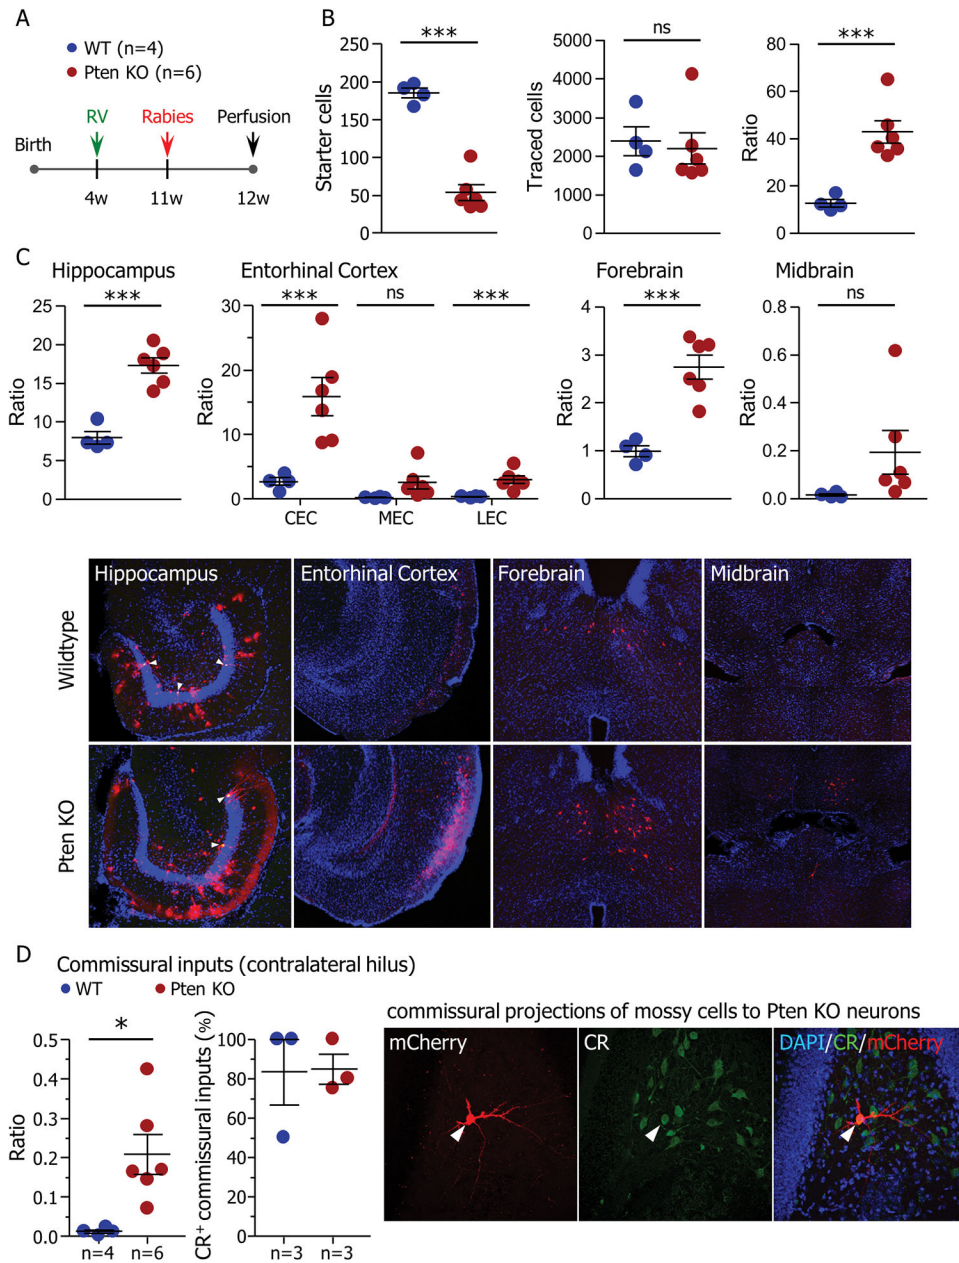 A
WT (n=4)
Pten KO (n=6)
RV
Rabies
Perfusion
Birth
4w
11w
12w
B
***
Starter cells
250
200
150
100
50
0
ns
Traced cells
5000
4000
3000
2000
1000
0
***
Ratio
80
60
40
20
0
C
Hippocampus
***
Ratio
25
20
15
10
5
0
Entorhinal Cortex
*** ns ***
Ratio
30
20
10
0
CEC MEC LEC
Forebrain
***
Ratio
4
3
2
1
0
Midbrain
ns
Ratio
0.8
0.6
0.4
0.2
0.0
Hippocampus Entorhinal Cortex Forebrain Midbrain
Wildtype
Pten KO
D
Commissural inputs (contralateral hilus)
WT Pten KO
*
Ratio
0.5
0.4
0.3
0.2
0.1
0.0
n=4 n=6
CR+ commissural inputs (%)
100
80
60
40
20
0
n=3 n=3
commissural projections of mossy cells to Pten KO neurons
mCherry CR DAPI/CR/mCherry